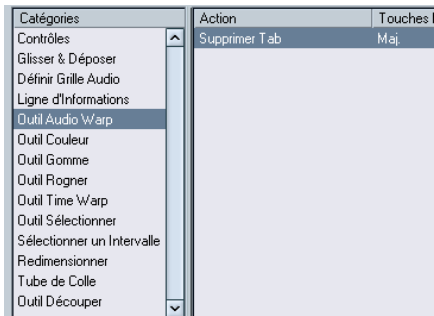 Catégories
Contrôles
Glisser & Déposer
Définir Grille Audio
Ligne d'Informations
Outil Audio Warp
Outil Couleur
Outil Gomme
Outil Rogner
Outil Time Warp
Outil Sélectionner
Sélectionner un Intervalle
Redimensionner
Tube de Colle
Outil Découper
Action Touches
Supprimer Tab Maj.